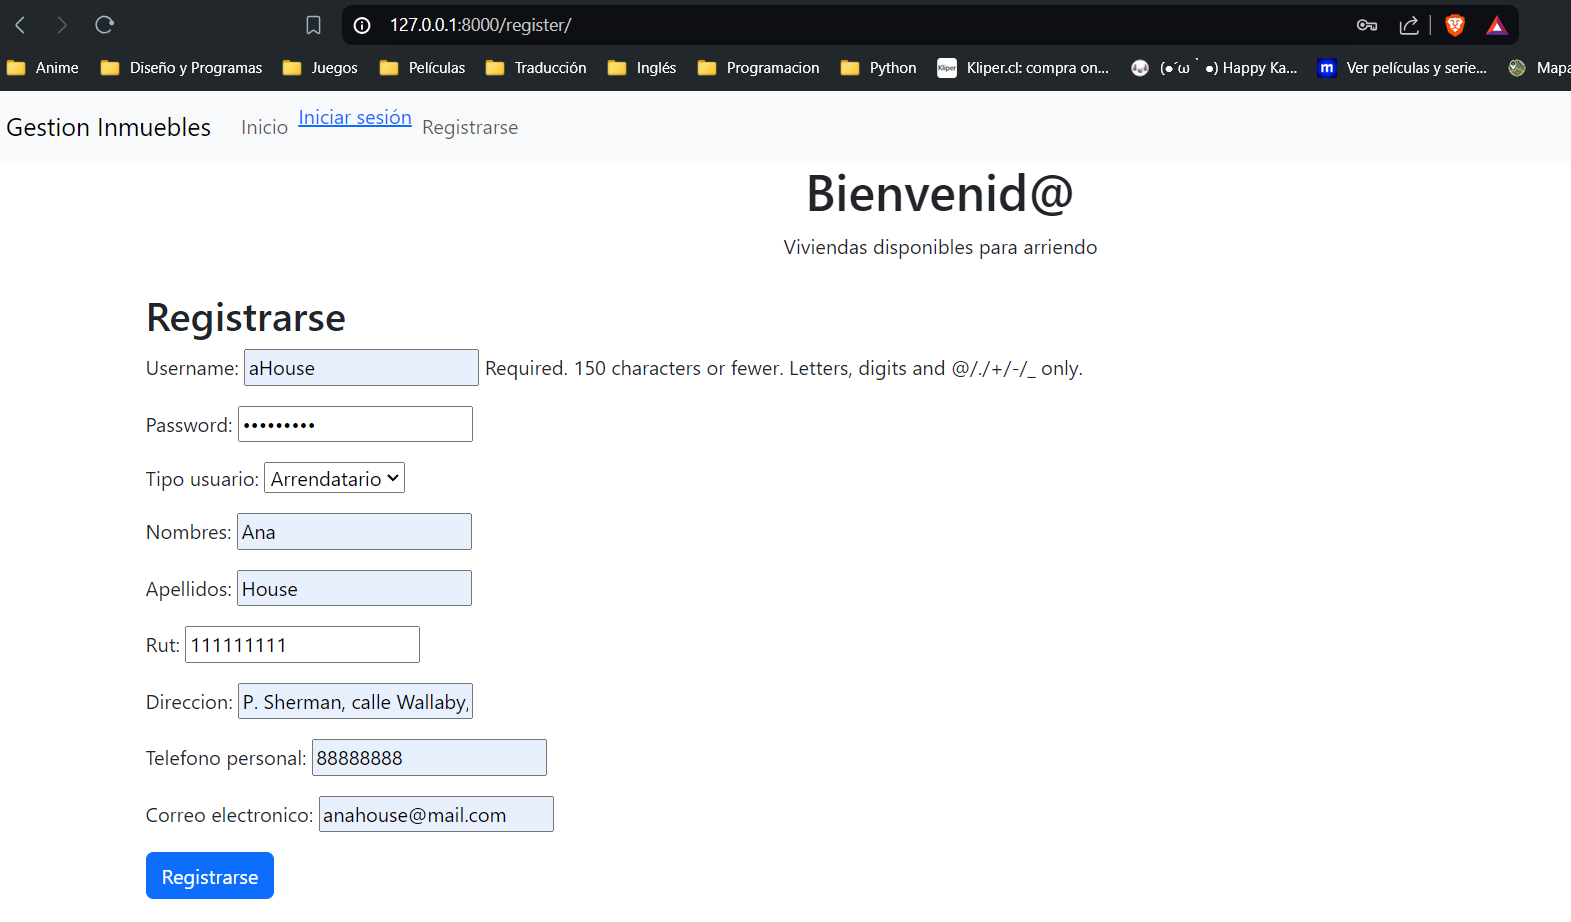 127.0.0.1:8000/register/
Anime Diseño y Programas Juegos Películas Traducción Inglés Programacion Python Kliper.cl: compra on... (●´ω｀●) Happy Ka... m Ver películas y serie... Mapa
Gestion Inmuebles Inicio Iniciar sesión Registrarse
Bienvenid@
Viviendas disponibles para arriendo
Registrarse
Username: aHouse Required. 150 characters or fewer. Letters, digits and @/./+/-/_ only.
Password: •••••••••
Tipo usuario: Arrendatario
Nombres: Ana
Apellidos: House
Rut: 111111111
Direccion: P. Sherman, calle Wallaby,
Telefono personal: 88888888
Correo electronico: anahouse@mail.com
Registrarse